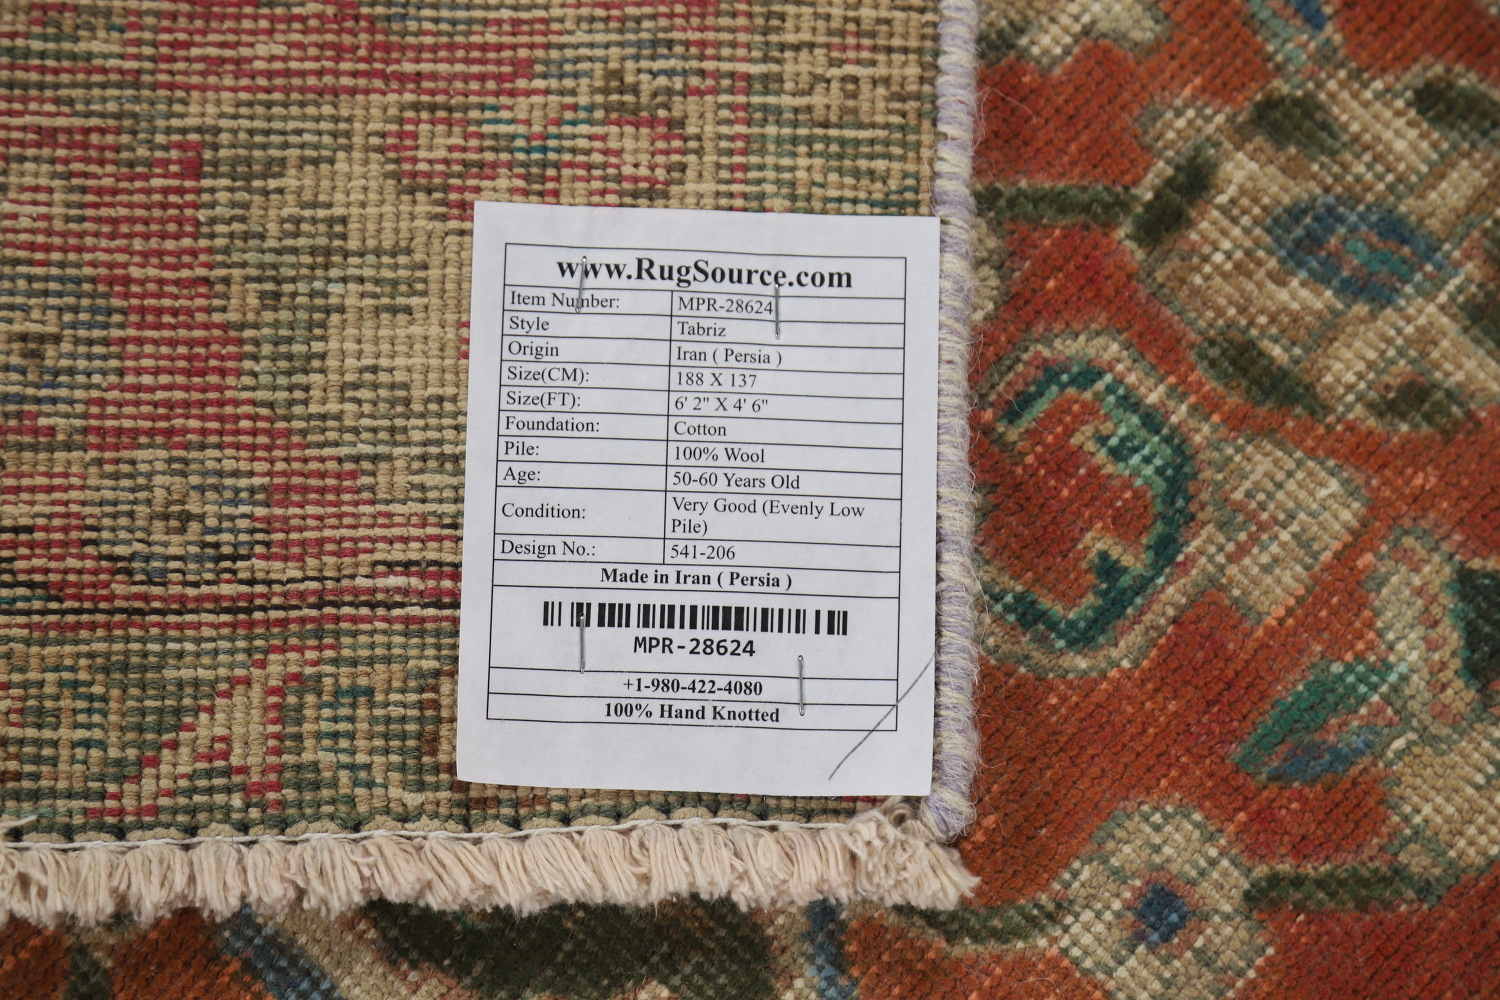 www.RugSource.com
Item Number: MPR-28624
Style Tabriz
Origin Iran ( Persia )
Size(CM): 188 X 137
Size(FT): 6' 2" X 4' 6"
Foundation: Cotton
Pile: 100% Wool
Age: 50-60 Years Old
Condition: Very Good (Evenly Low
Pile)
Design No.: 541-206
Made in Iran ( Persia )
MPR-28624
+1-980-422-4080
100% Hand Knotted